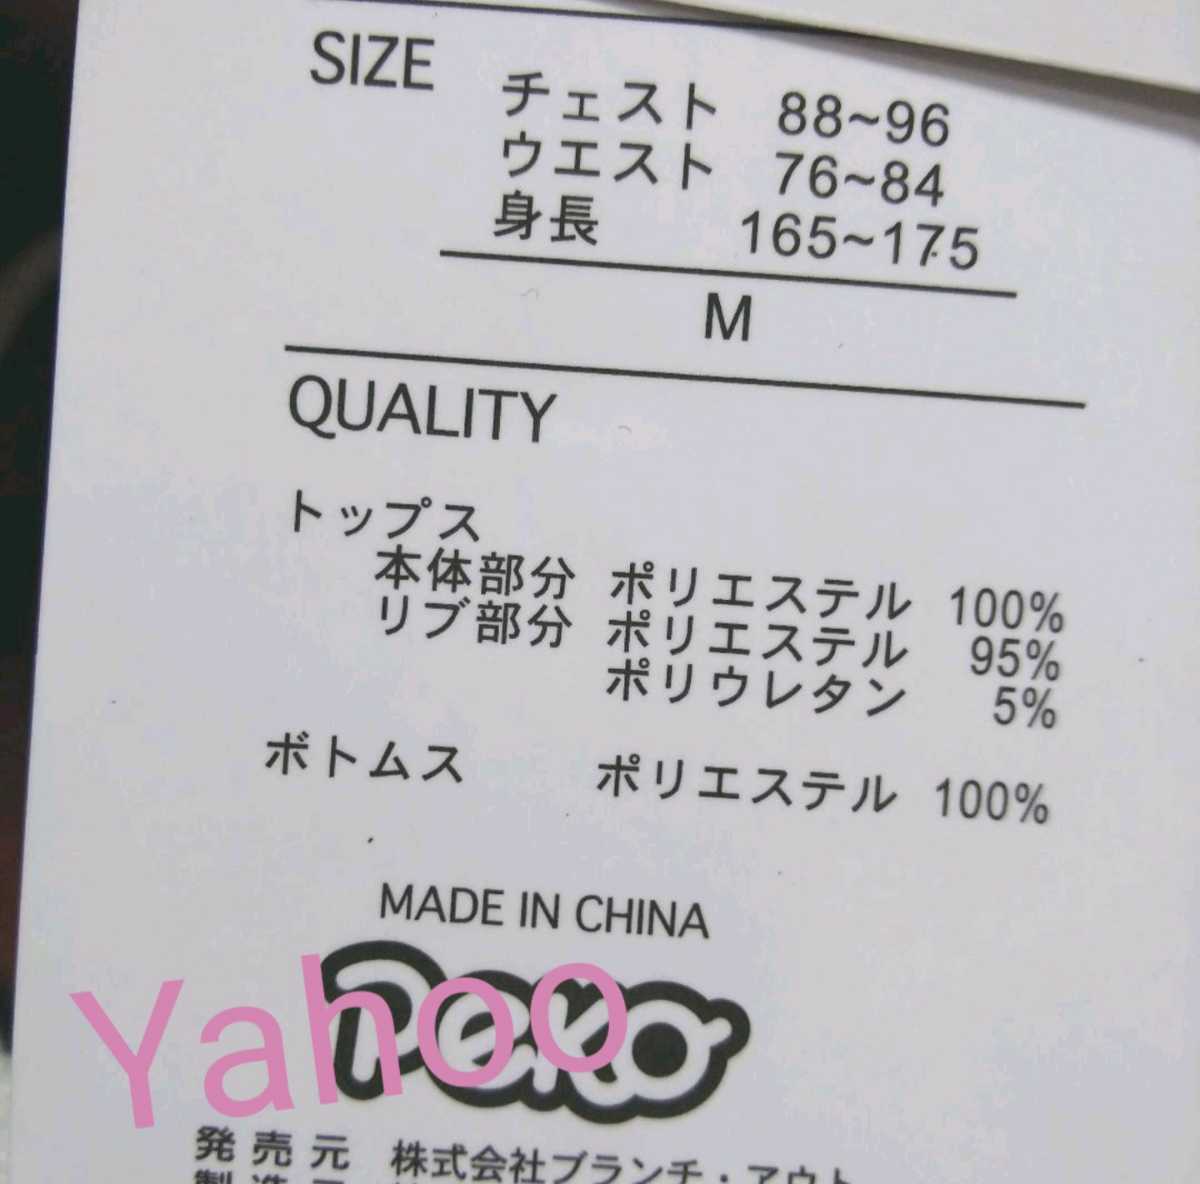 SIZE
チェスト 88~96
ウエスト 76~84
身長 165~175
M
QUALITY
トップス
本体部分 ポリエステル 100%
リブ部分 ポリエステル 95%
ポリウレタン 5%
ボトムス ポリエステル 100%
MADE IN CHINA
Peko
Yahoo
発売元 株式会社ブランチ・アウト